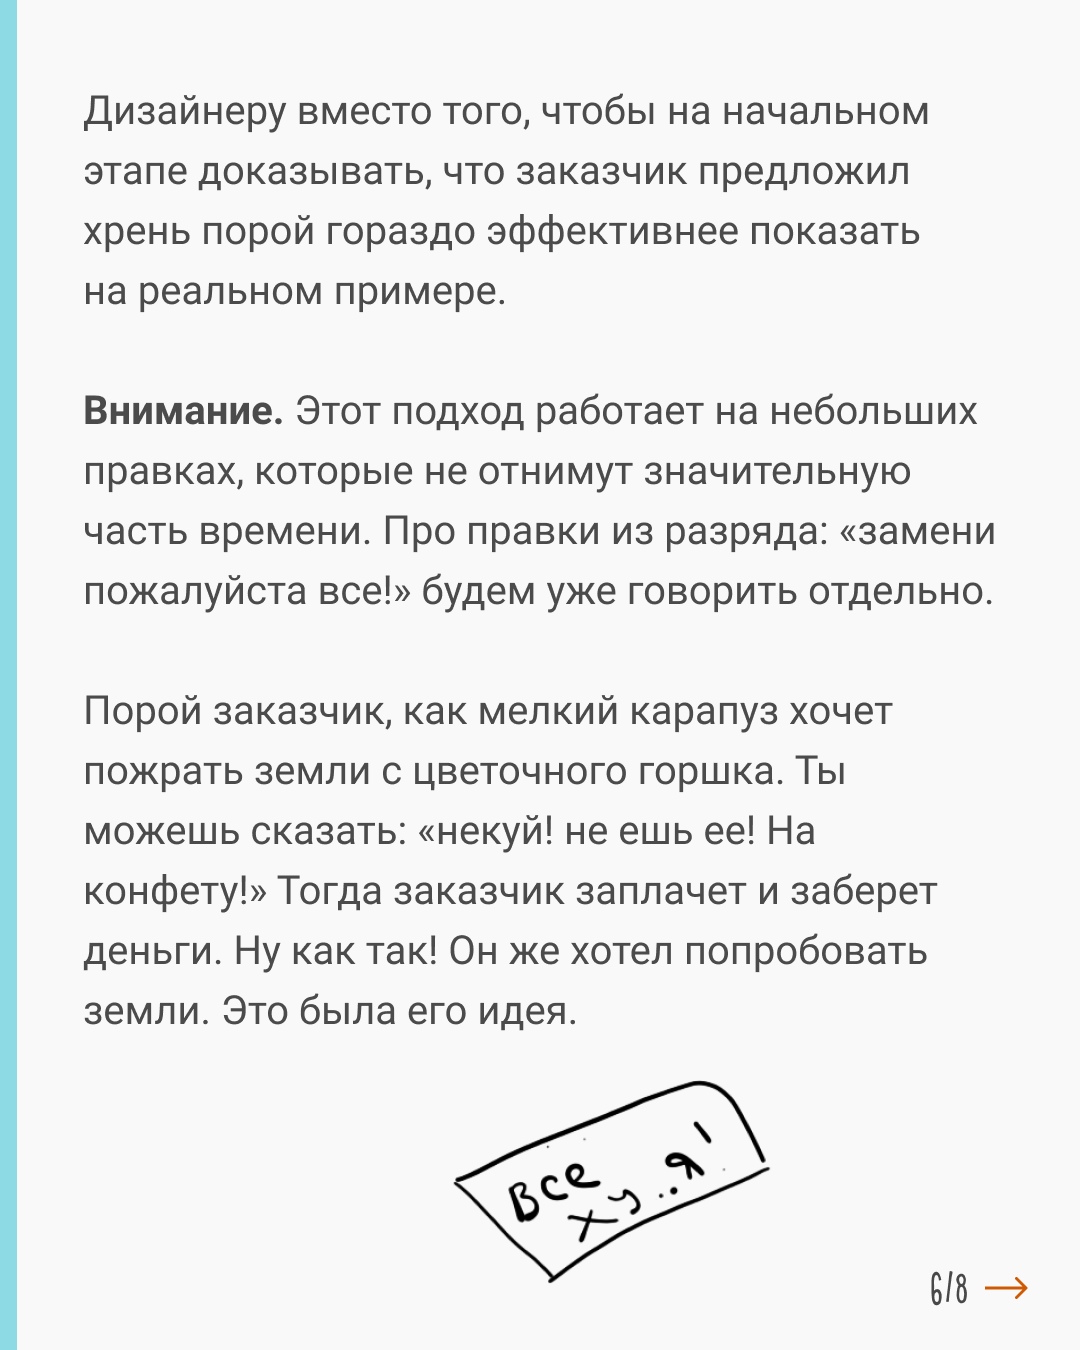 Дизайнеру вместо того, чтобы на начальном
этапе доказывать, что заказчик предложил
хрень порой гораздо эффективнее показать
на реальном примере.
Внимание. Этот подход работает на небольших
правках, которые не отнимут значительную
часть времени. Про правки из разряда: «замени
пожалуйста все!» будем уже говорить отдельно.
Порой заказчик, как мелкий карапуз хочет
пожрать земли с цветочного горшка. Ты
можешь сказать: «некуй! не ешь ее! На
конфету!» Тогда заказчик заплачет и заберет
деньги. Ну как так! Он же хотел попробовать
земли. Это была его идея.
Все
ху..я!
6/8